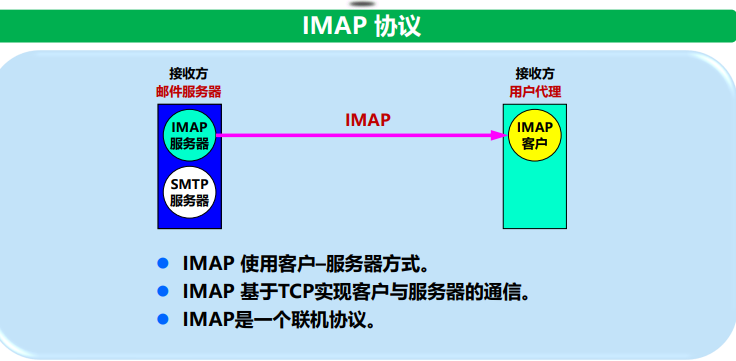 IMAP 协议
接收方
邮件服务器
接收方
用户代理
IMAP
服务器
IMAP
IMAP
客户
SMTP
服务器
IMAP 使用客户–服务器方式。
IMAP 基于TCP实现客户与服务器的通信。
IMAP是一个联机协议。